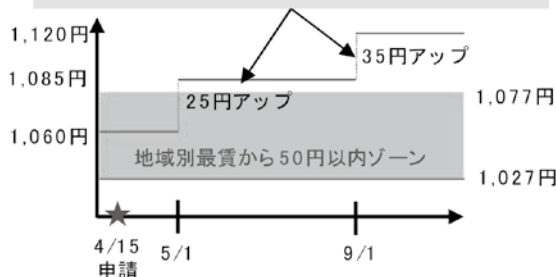 1,120円
35円アップ
1,085円
25円アップ
1,077円
1,060円
地域別最賃から50円以内ゾーン
1,027円
4/15
申請
5/1
9/1